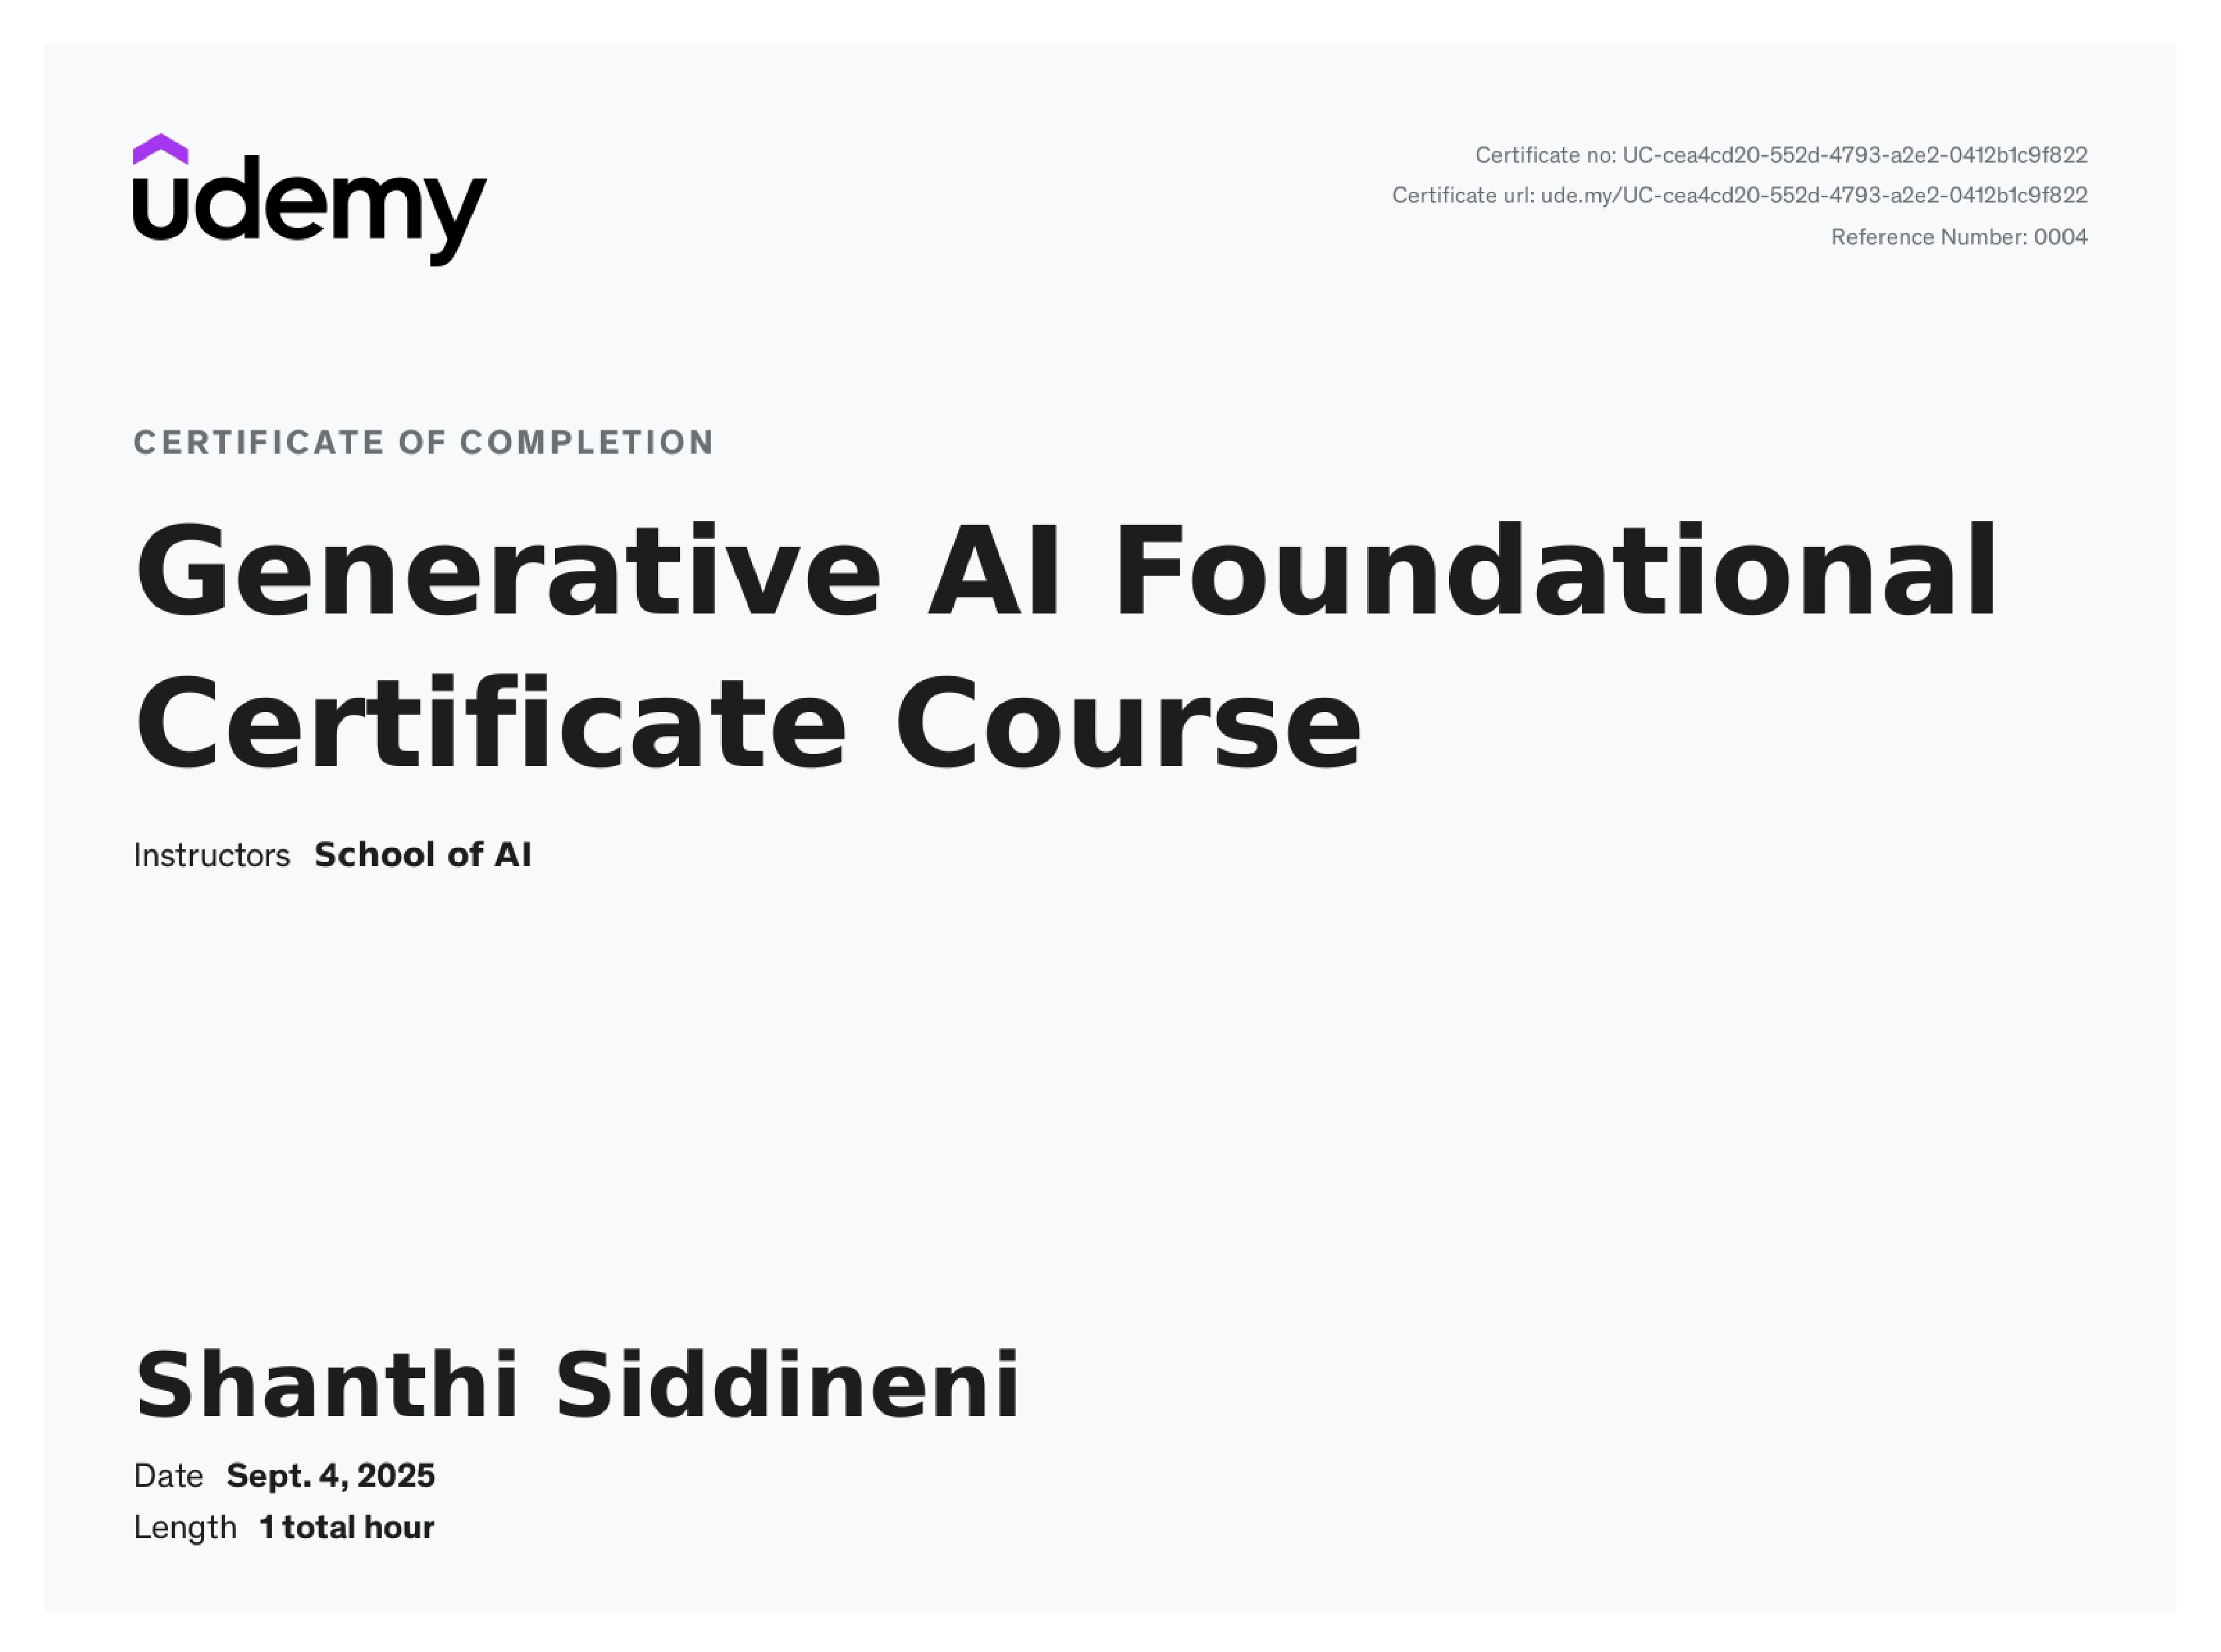 udemy
Certificate no: UC-cea4cd20-552d-4793-a2e2-0412b1c9f822
Certificate url: ude.my/UC-cea4cd20-552d-4793-a2e2-0412b1c9f822
Reference Number: 0004
CERTIFICATE OF COMPLETION
Generative AI Foundational
Certificate Course
Instructors School of AI
Shanthi Siddineni
Date Sept. 4, 2025
Length 1 total hour